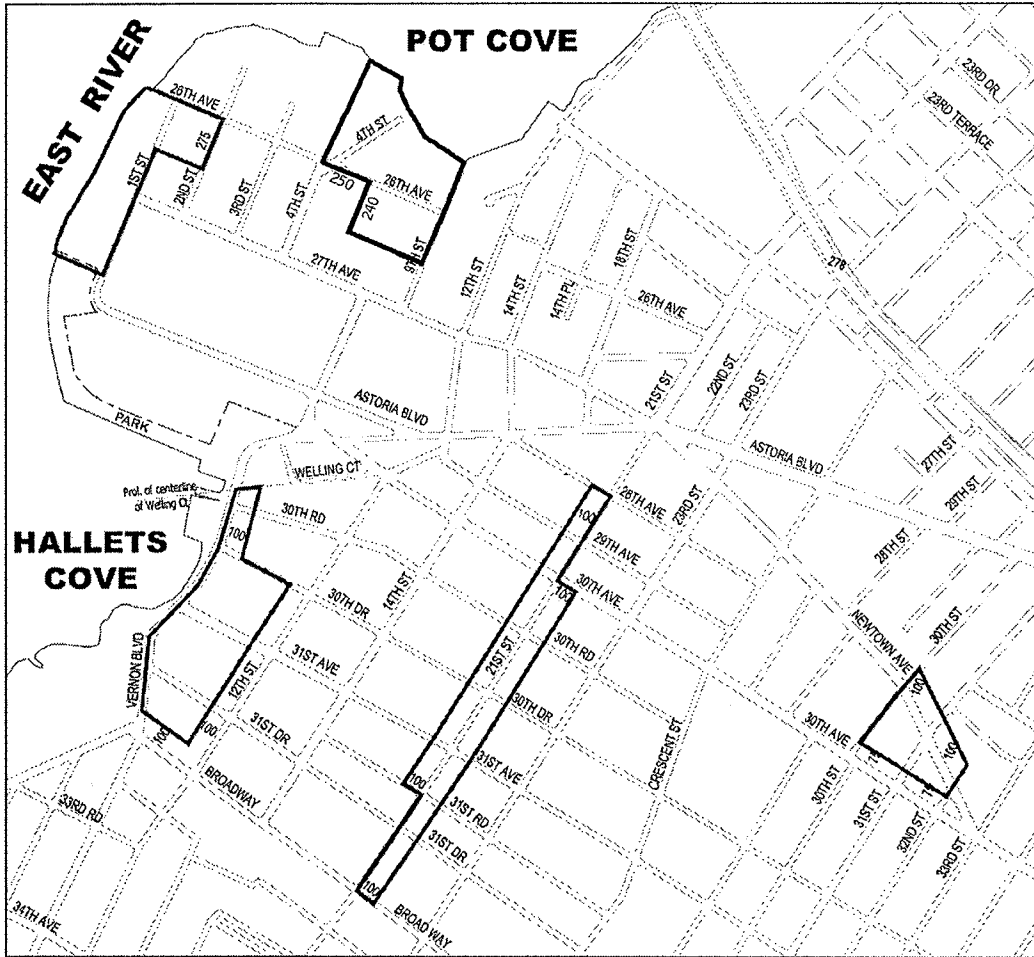 POT COVE
EAST RIVER
26TH AVE
275
1ST ST
2ND ST
3RD ST
4TH ST
4TH ST
250
240
26TH AVE
9TH ST
27TH AVE
12TH ST
14TH ST
14TH PL
18TH ST
26TH AVE
278
23RD DR
23RD TERRACE
21ST ST
22ND ST
23RD ST
ASTORIA BLVD
ASTORIA BLVD
PARK
WELLING CT
Prol. of centerline
of Welling Ct.
HALLETS
COVE
100
30TH RD
30TH DR
14TH ST
31ST AVE
12TH ST
VERNON BLVD
100
100
31ST DR
BROADWAY
33RD RD
34TH AVE
100
28TH AVE
23RD ST
29TH AVE
30TH AVE
100
21ST ST
30TH RD
30TH DR
31ST AVE
100
31ST RD
31ST DR
100
BROAD WAY
CRESCENT ST
27TH ST
29TH ST
28TH ST
30TH ST
NEWTOWN AVE
100
100
30TH AVE
30TH ST
31ST ST
32ND ST
33RD ST